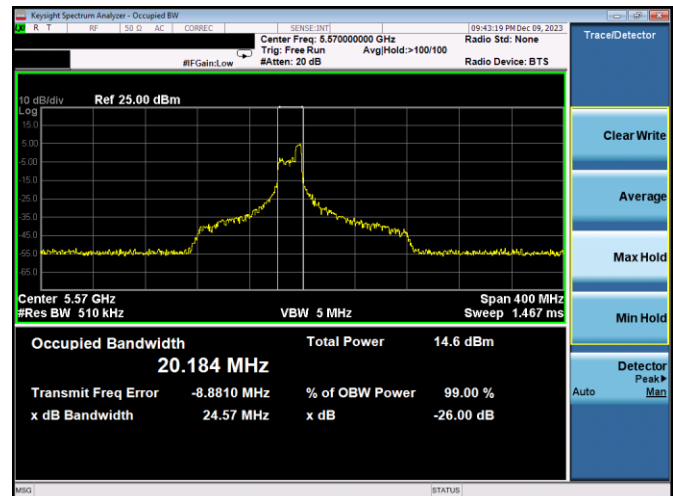 Keysight Spectrum Analyzer - Occupied BW
R T RF 50 Ω AC CORREC SENSE:INT 09:43:19 PM Dec 09, 2023
Center Freq: 5.570000000 GHz Radio Std: None
Trig: Free Run Avg|Hold:>100/100
#IFGain:Low #Atten: 20 dB Radio Device: BTS
Trace/Detector
10 dB/div Ref 25.00 dBm
Log
15.0
5.00
-5.00
-15.0
-25.0
-35.0
-45.0
-55.0
-65.0
Center 5.57 GHz Span 400 MHz
#Res BW 510 kHz VBW 5 MHz Sweep 1.467 ms
Occupied Bandwidth Total Power 14.6 dBm
20.184 MHz
Transmit Freq Error -8.8810 MHz % of OBW Power 99.00 %
x dB Bandwidth 24.57 MHz x dB -26.00 dB
Clear Write
Average
Max Hold
Min Hold
Detector
Peak▶
Auto Man
MSG STATUS